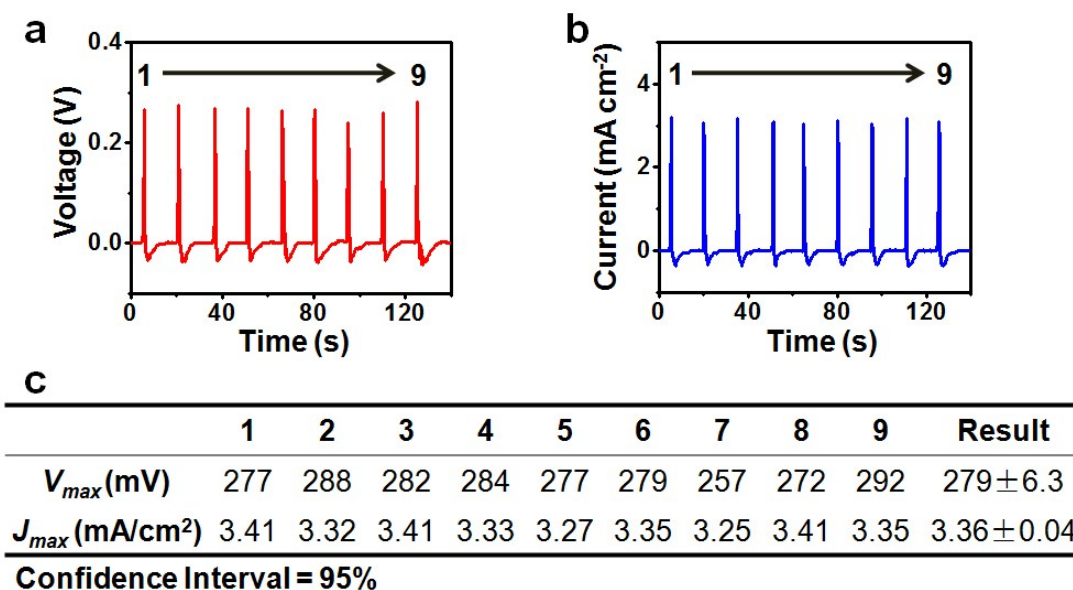 a
0.4
0.2
0.0
Voltage (V)
1 9
0 40 80 120
Time (s)
b
4
2
0
Current (mA cm-2)
1 9
0 40 80 120
Time (s)
c
1 2 3 4 5 6 7 8 9 Result
Vmax (mV) 277 288 282 284 277 279 257 272 292 279±6.3
Jmax (mA/cm2) 3.41 3.32 3.41 3.33 3.27 3.35 3.25 3.41 3.35 3.36±0.04
Confidence Interval = 95%